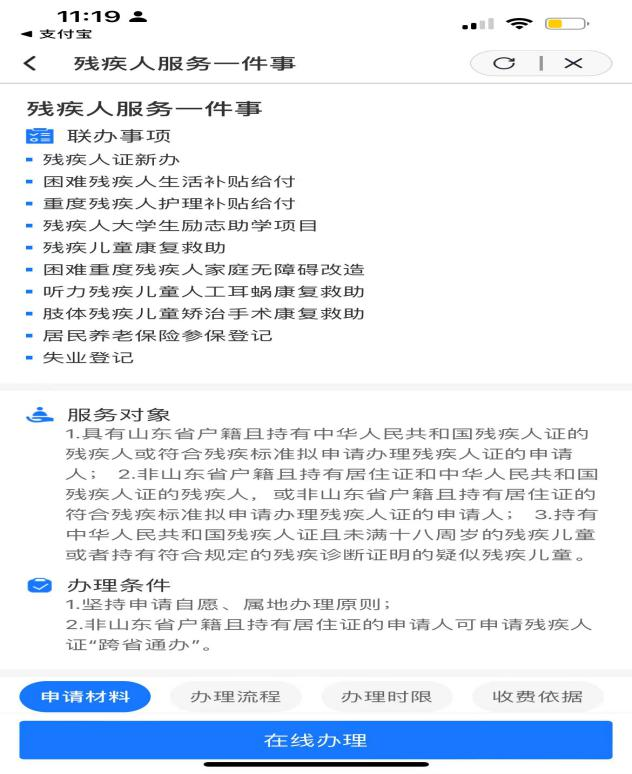 11:19
支付宝
残疾人服务一件事
残疾人服务一件事
联办事项
残疾人证新办
困难残疾人生活补贴给付
重度残疾人护理补贴给付
残疾人大学生励志助学项目
残疾儿童康复救助
困难重度残疾人家庭无障碍改造
听力残疾儿童人工耳蜗康复救助
肢体残疾儿童矫治手术康复救助
居民养老保险参保登记
失业登记
服务对象
1.具有山东省户籍且持有中华人民共和国残疾人证的
残疾人或符合残疾标准拟申请办理残疾人证的申请
人； 2.非山东省户籍且持有居住证和中华人民共和国
残疾人证的残疾人，或非山东省户籍且持有居住证的
符合残疾标准拟申请办理残疾人证的申请人； 3.持有
中华人民共和国残疾人证且未满十八周岁的残疾儿童
或者持有符合规定的残疾诊断证明的疑似残疾儿童。
办理条件
1.坚持申请自愿、属地办理原则；
2.非山东省户籍且持有居住证的申请人可申请残疾人
证“跨省通办”。
申请材料 办理流程 办理时限 收费依据
在线办理